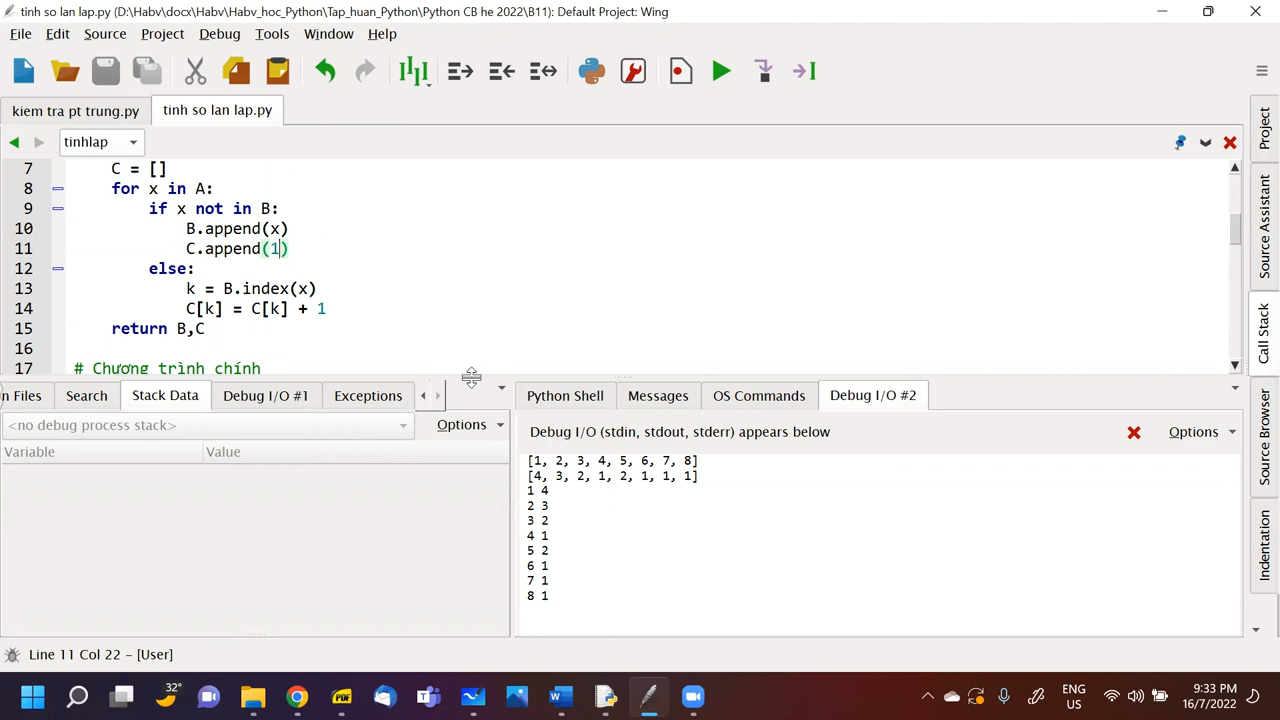 tinh so lan lap.py (D:\Habv\docx\Habv\Habv_hoc_Python\Tap_huan_Python\Python CB he 2022\B11): Default Project: Wing
File Edit Source Project Debug Tools Window Help
kiem tra pt trung.py tinh so lan lap.py
tinhlap
7 C = []
8 for x in A:
9 if x not in B:
10 B.append(x)
11 C.append(1)
12 else:
13 k = B.index(x)
14 C[k] = C[k] + 1
15 return B,C
16
17 # Chương trình chính
Project
Source Assistant
Call Stack
Source Browser
Indentation
n Files Search Stack Data Debug I/O #1 Exceptions
<no debug process stack> Options
Variable Value
Python Shell Messages OS Commands Debug I/O #2
Debug I/O (stdin, stdout, stderr) appears below Options
[1, 2, 3, 4, 5, 6, 7, 8]
[4, 3, 2, 1, 2, 1, 1, 1]
1 4
2 3
3 2
4 1
5 2
6 1
7 1
8 1
Line 11 Col 22 – [User]
32°
PDF
ENG
US
9:33 PM
16/7/2022